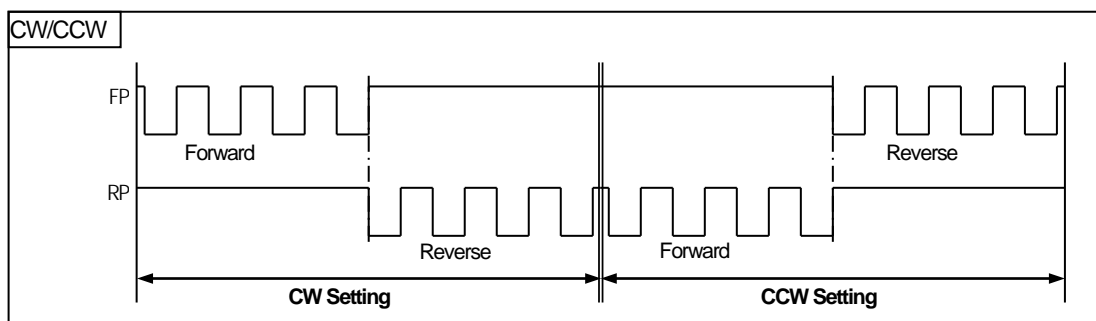 CW/CCW
FP
Forward
Reverse
RP
Reverse
Forward
CW Setting
CCW Setting